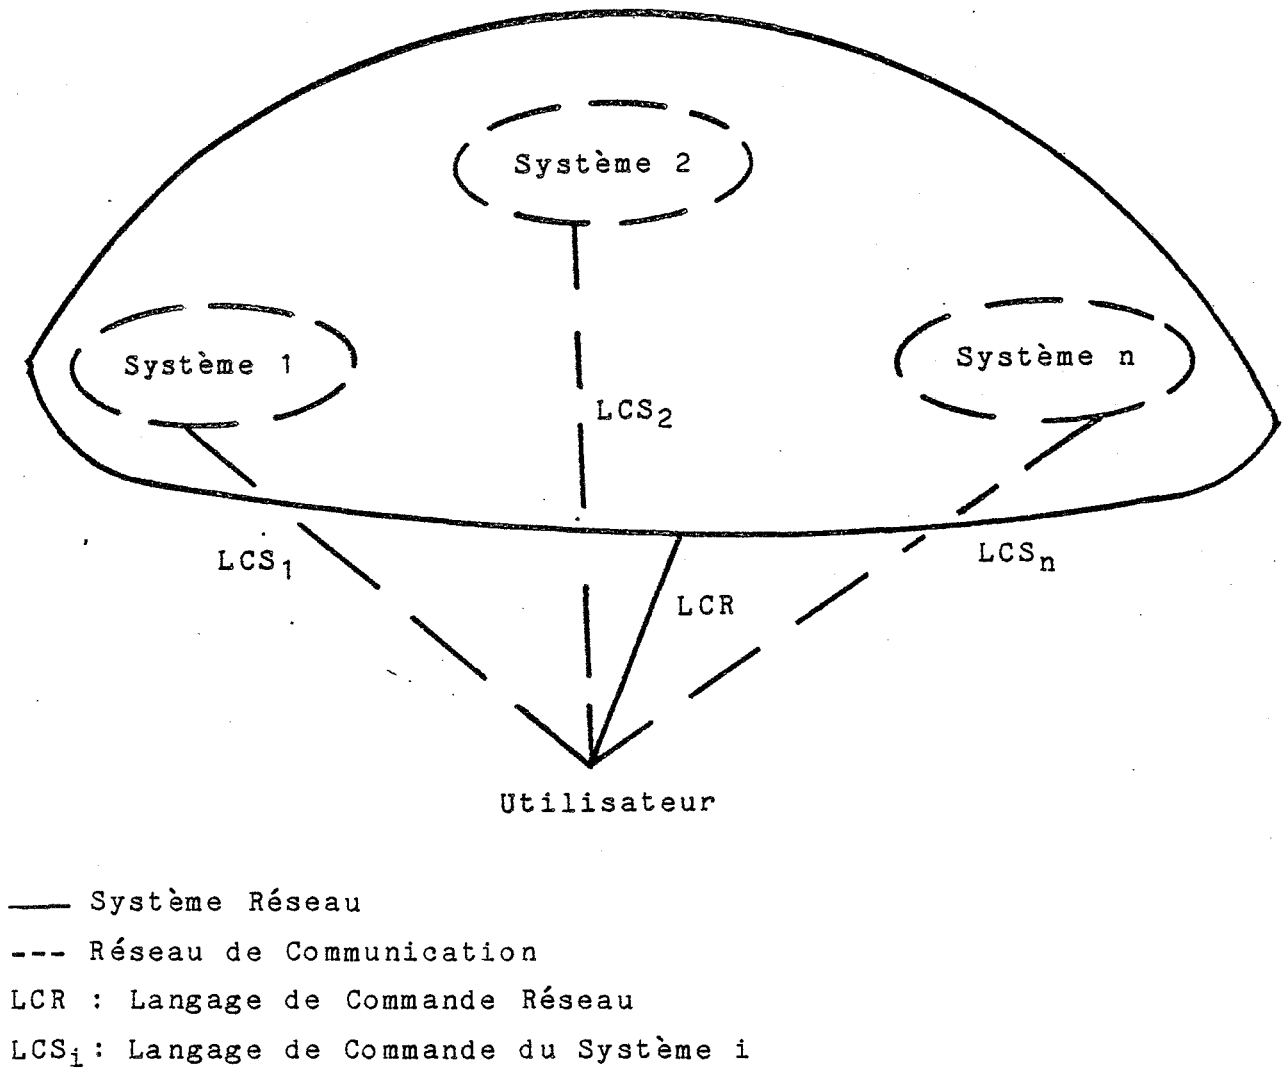 Système 2
Système 1
Système n
LCS2
LCS1
LCSn
LCR
Utilisateur
Système Réseau
Réseau de Communication
LCR : Langage de Commande Réseau
LCSi : Langage de Commande du Système i